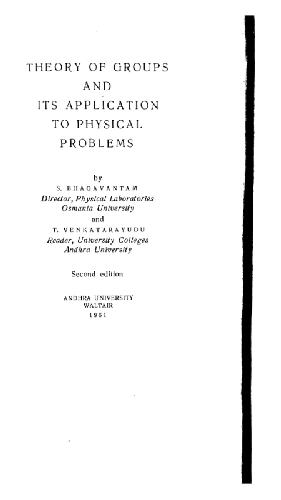 THEORY OF GROUPS
AND
ITS APPLICATION
TO PHYSICAL
PROBLEMS
by
S. BHAGAVANTAM
Director, Physical Laboratories
Osmania University
and
T. VENKATARAYUDU
Reader, University Colleges
Andhra University
Second edition
ANDHRA UNIVERSITY
WALTAIR
1951